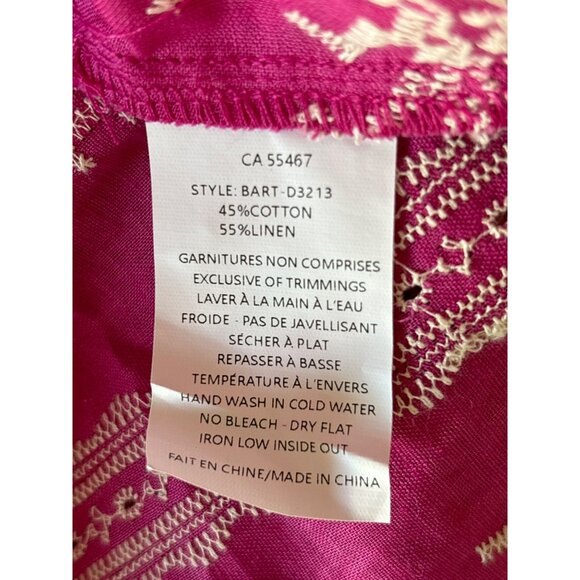 CA 55467
STYLE: BART-D3213
45%COTTON
55%LINEN
GARNITURES NON COMPRISES
EXCLUSIVE OF TRIMMINGS
LAVER À LA MAIN À L'EAU
FROIDE - PAS DE JAVELLISANT
SÉCHER À PLAT
REPASSER À BASSE
TEMPÉRATURE À L'ENVERS
HAND WASH IN COLD WATER
NO BLEACH - DRY FLAT
IRON LOW INSIDE OUT
FAIT EN CHINE/MADE IN CHINA